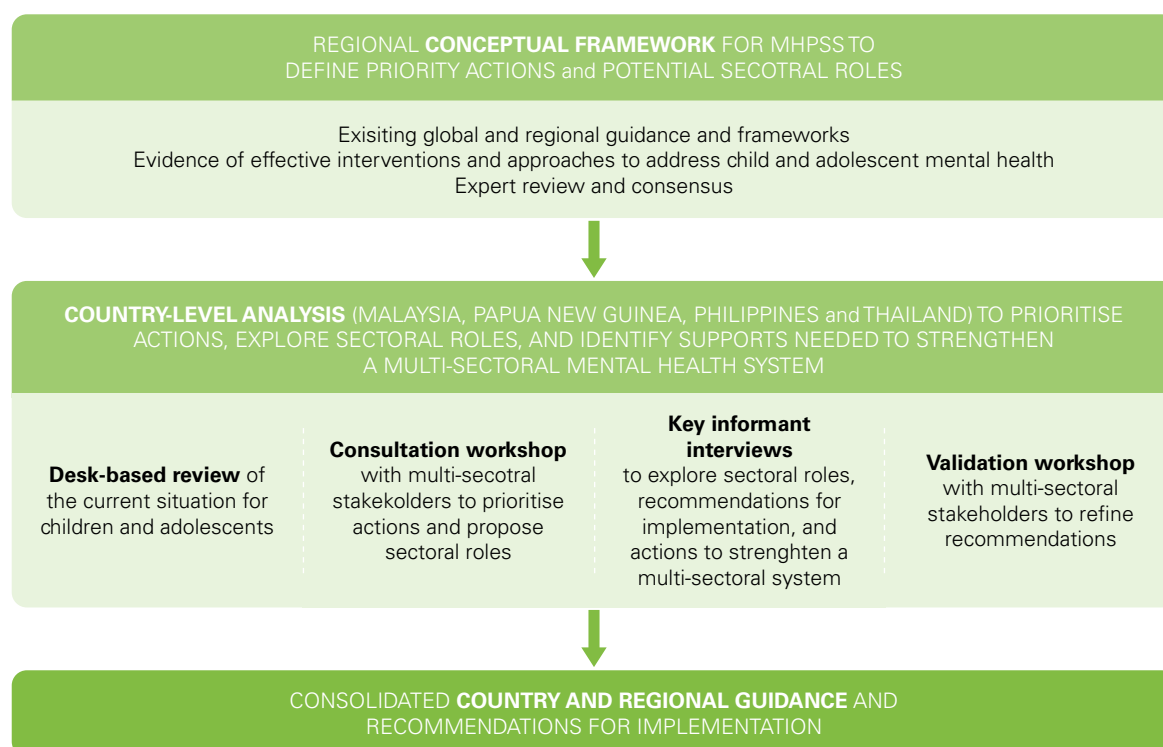 REGIONAL CONCEPTUAL FRAMEWORK FOR MHPSS TO
DEFINE PRIORITY ACTIONS and POTENTIAL SECOTRAL ROLES
Exisiting global and regional guidance and frameworks
Evidence of effective interventions and approaches to address child and adolescent mental health
Expert review and consensus
COUNTRY-LEVEL ANALYSIS (MALAYSIA, PAPUA NEW GUINEA, PHILIPPINES and THAILAND) TO PRIORITISE
ACTIONS, EXPLORE SECTORAL ROLES, AND IDENTIFY SUPPORTS NEEDED TO STRENGTHEN
A MULTI-SECTORAL MENTAL HEALTH SYSTEM
Desk-based review of
the current situation for
children and adolescents
Consultation workshop
with multi-secotral
stakekolders to prioritise
actions and propose
sectoral roles
Key informant
interviews
to explore sectoral roles,
recommendations for
implementation, and
actions to strenghten a
multi-sectoral system
Validation workshop
with multi-sectoral
stakeholders to refine
recommendations
CONSOLIDATED COUNTRY AND REGIONAL GUIDANCE AND
RECOMMENDATIONS FOR IMPLEMENTATION